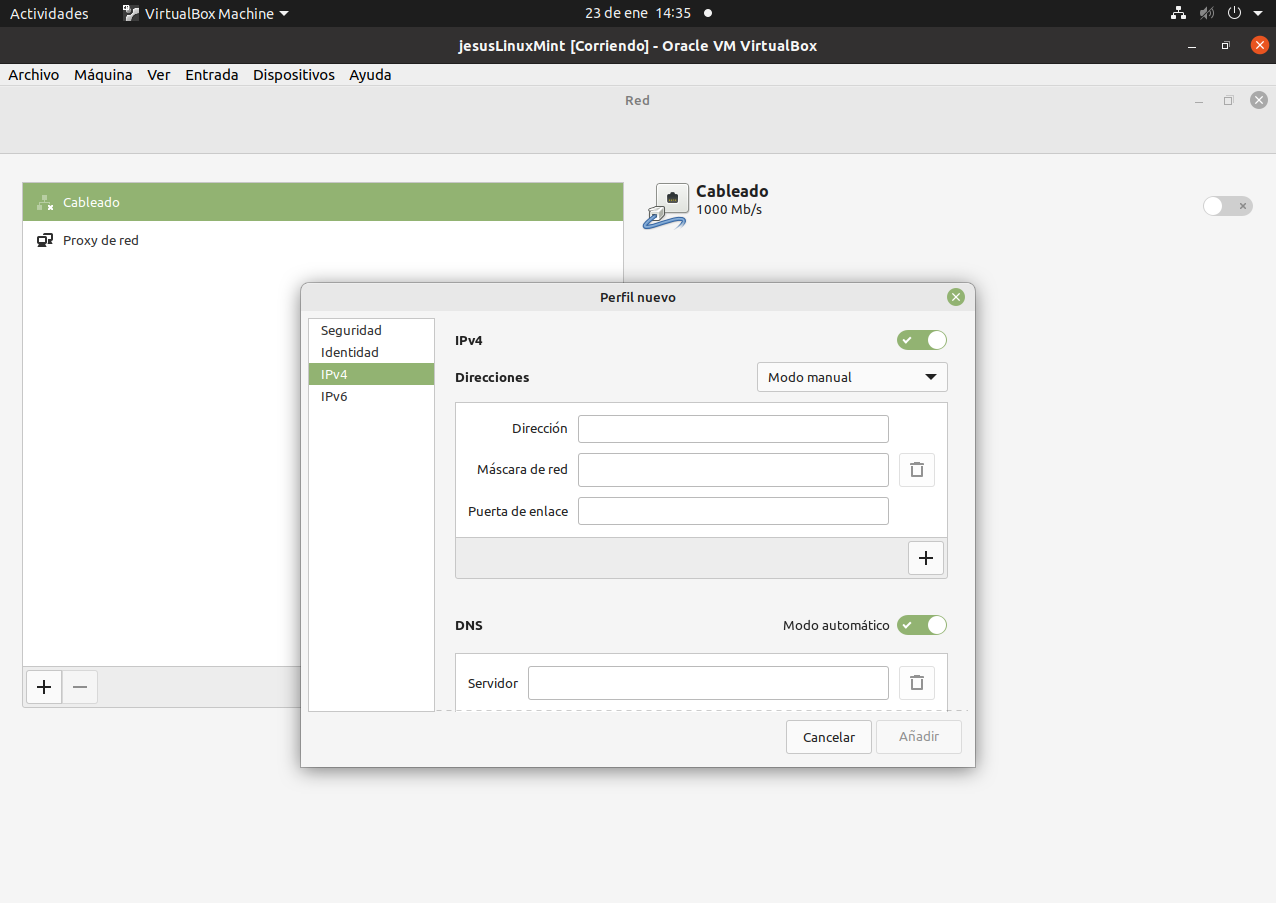 Actividades VirtualBox Machine 23 de ene 14:35
jesusLinuxMint [Corriendo] - Oracle VM VirtualBox
Archivo Máquina Ver Entrada Dispositivos Ayuda
Red
Cableado
Proxy de red
Cableado
1000 Mb/s
Perfil nuevo
Seguridad
Identidad
IPv4
IPv6
IPv4
Direcciones Modo manual
Dirección
Máscara de red
Puerta de enlace
DNS Modo automático
Servidor
Cancelar Añadir